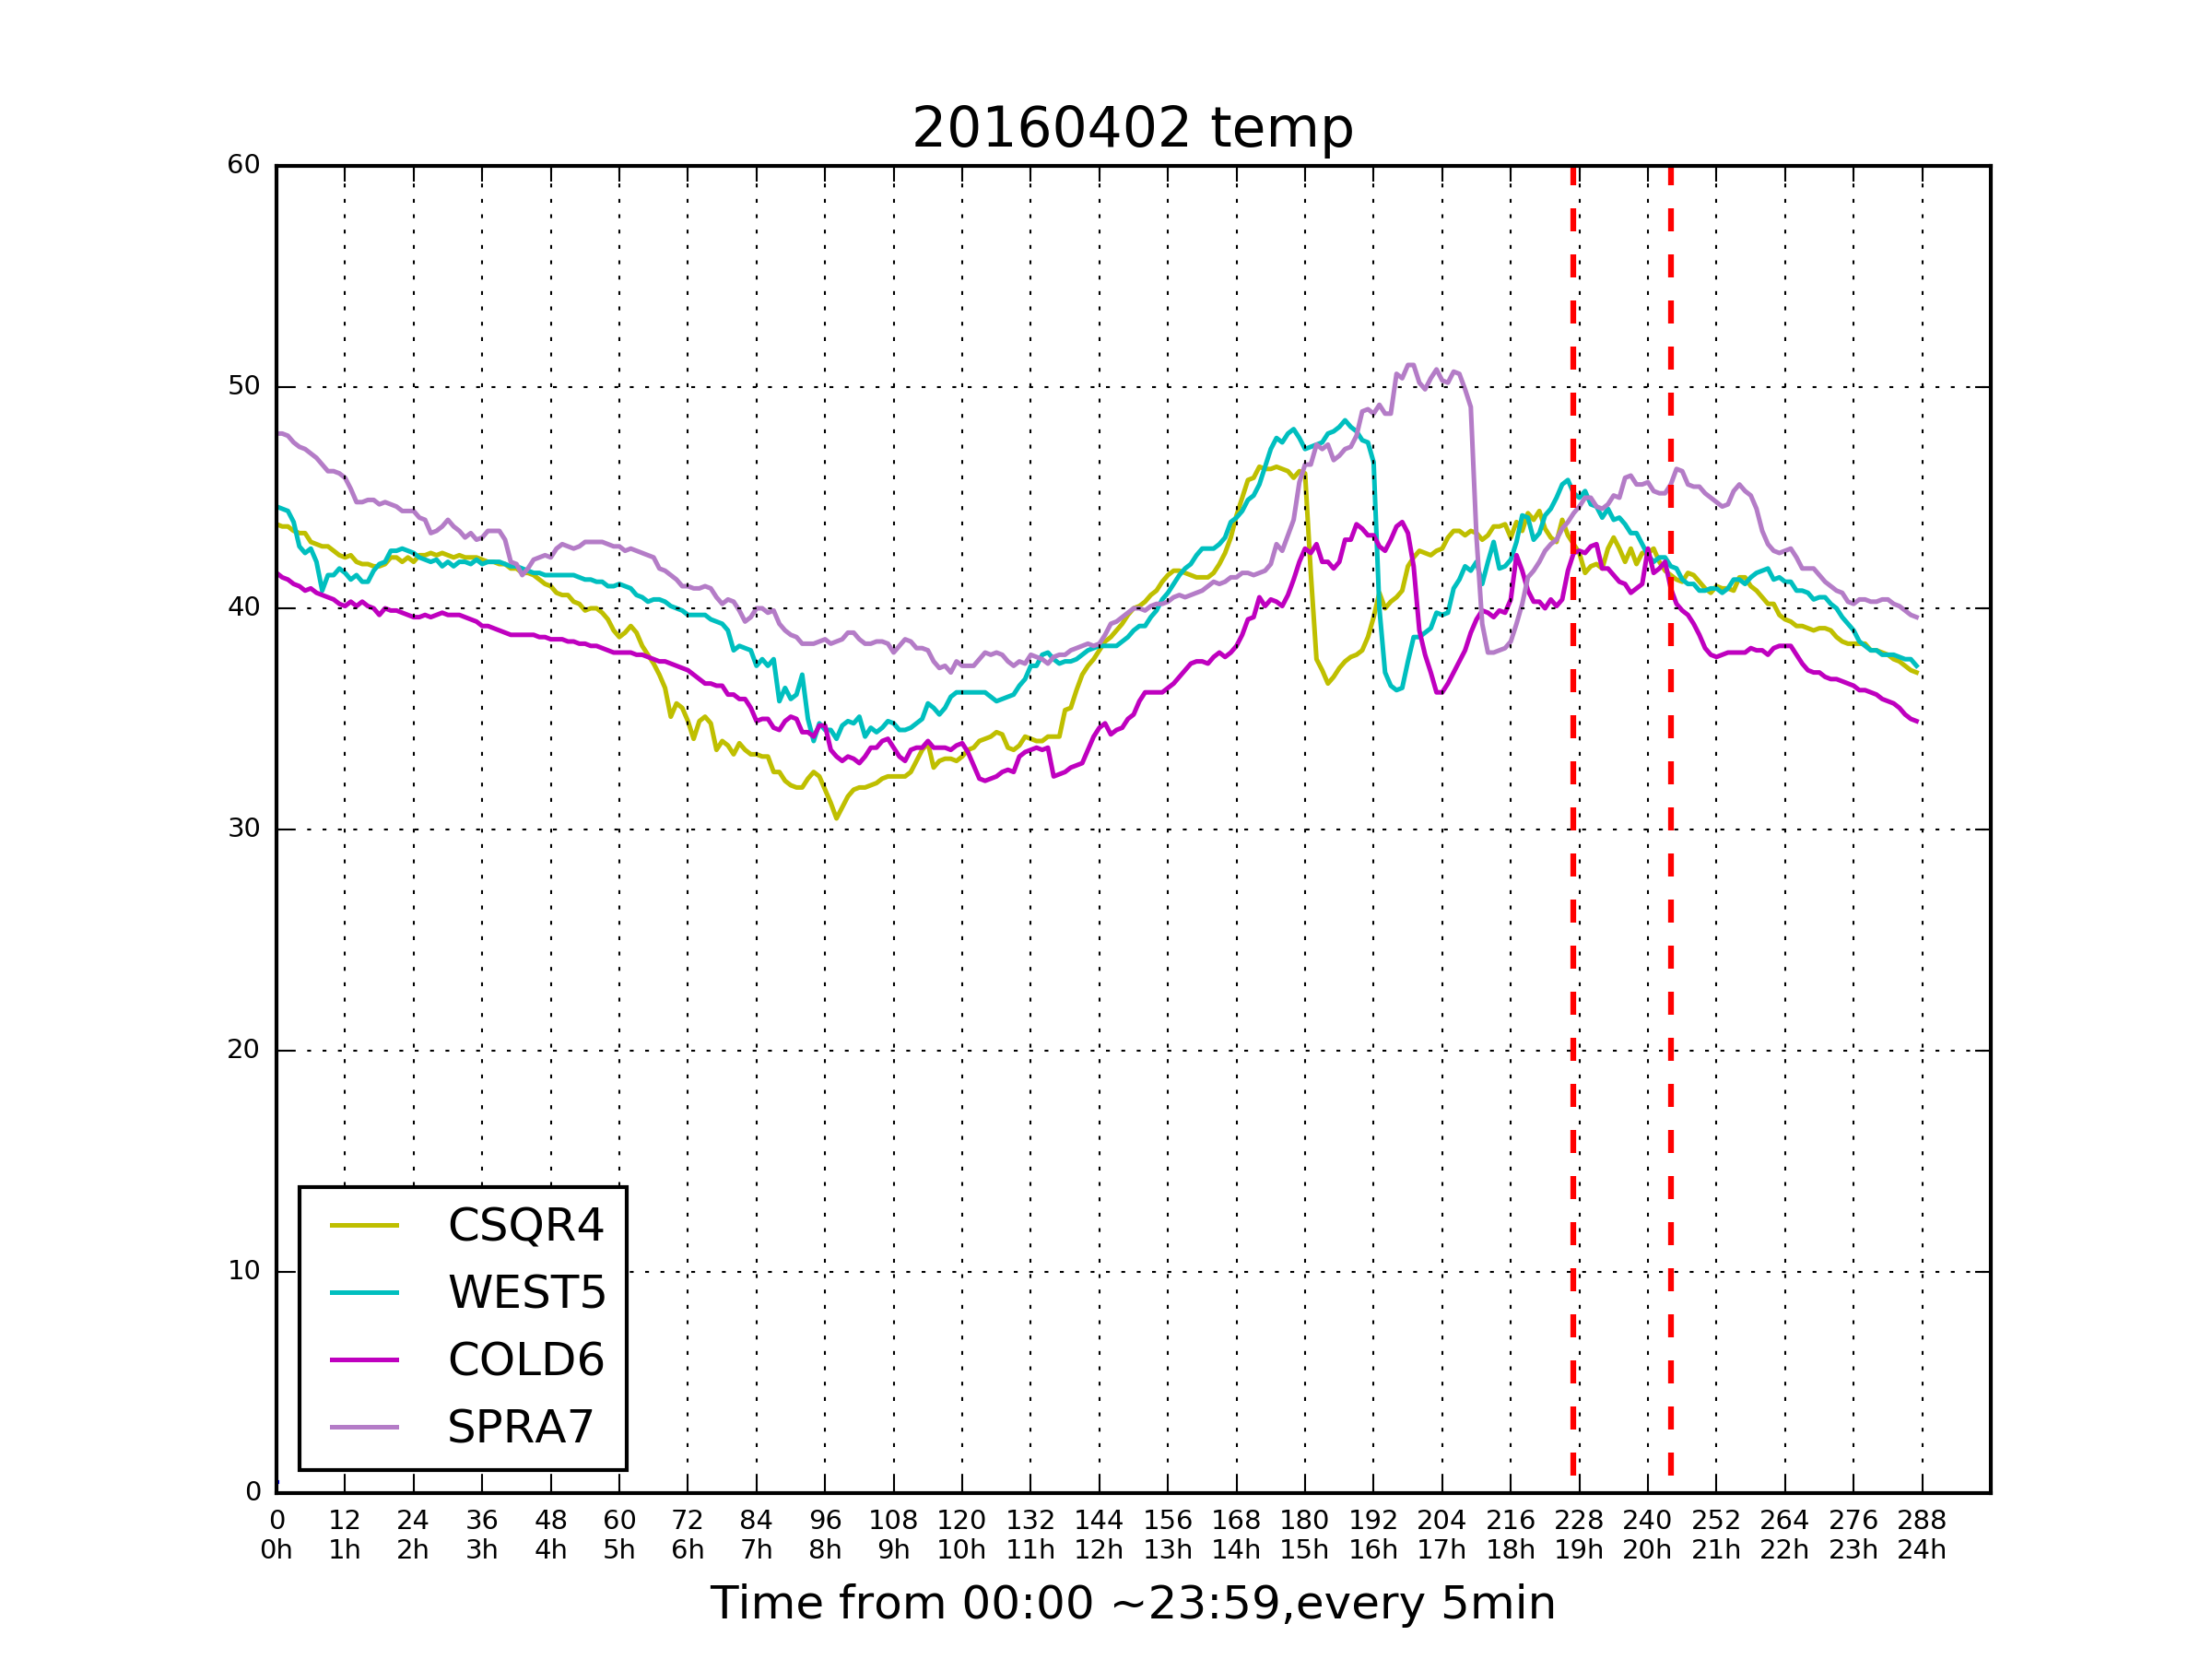 20160402 temp
60
50
40
30
20
10
0
CSQR4
WEST5
COLD6
SPRA7
0 12 24 36 48 60 72 84 96 108 120 132 144 156 168 180 192 204 216 228 240 252 264 276 288
0h 1h 2h 3h 4h 5h 6h 7h 8h 9h 10h 11h 12h 13h 14h 15h 16h 17h 18h 19h 20h 21h 22h 23h 24h
Time from 00:00 ~23:59,every 5min